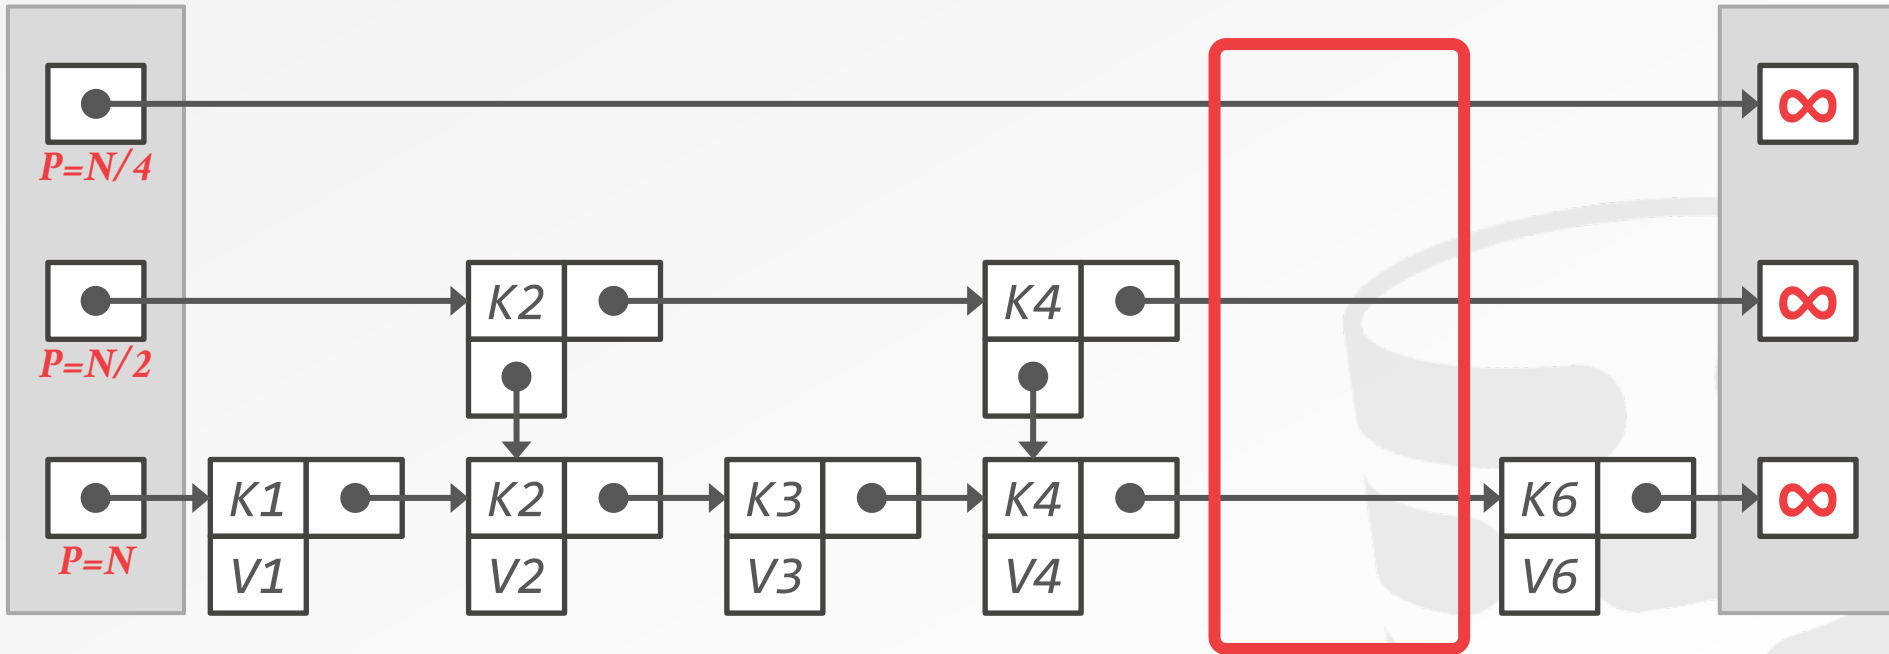 ∞
P=N/4
K2 K4 ∞
P=N/2
K1 K2 K3 K4 K6 ∞
P=N
V1 V2 V3 V4 V6